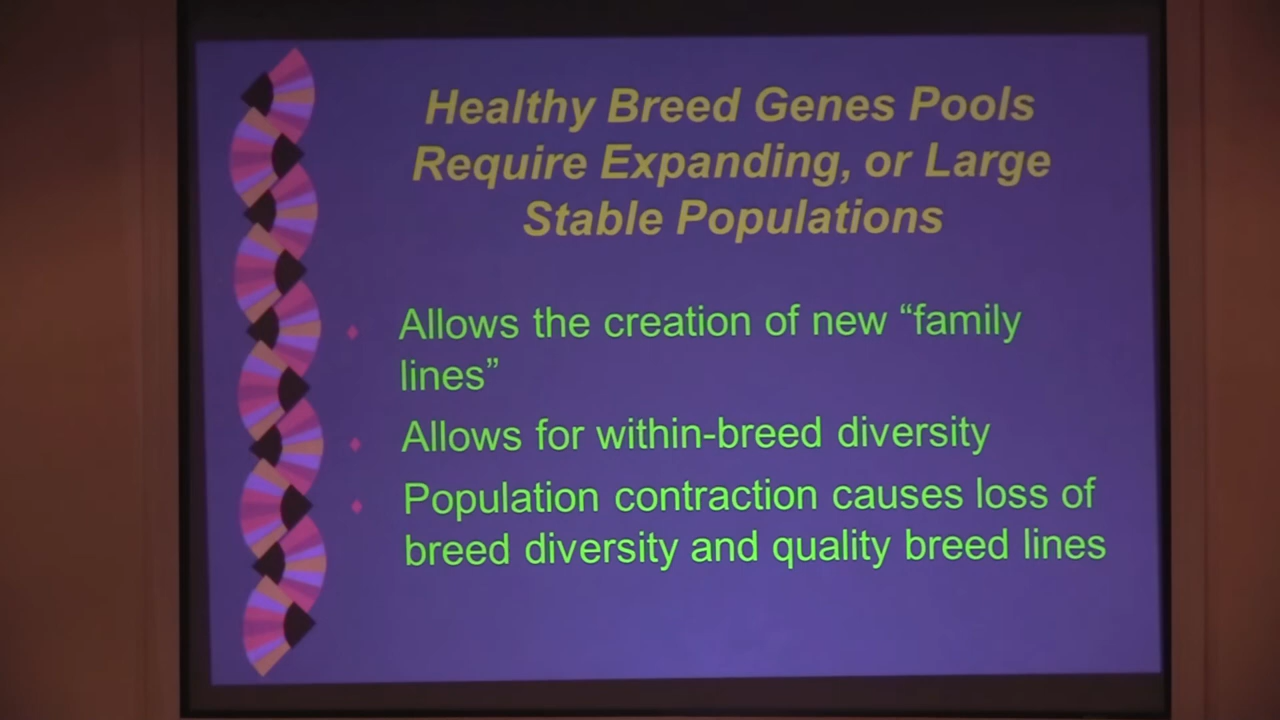 Healthy Breed Genes Pools
Require Expanding, or Large
Stable Populations
Allows the creation of new “family
lines”
Allows for within-breed diversity
Population contraction causes loss of
breed diversity and quality breed lines